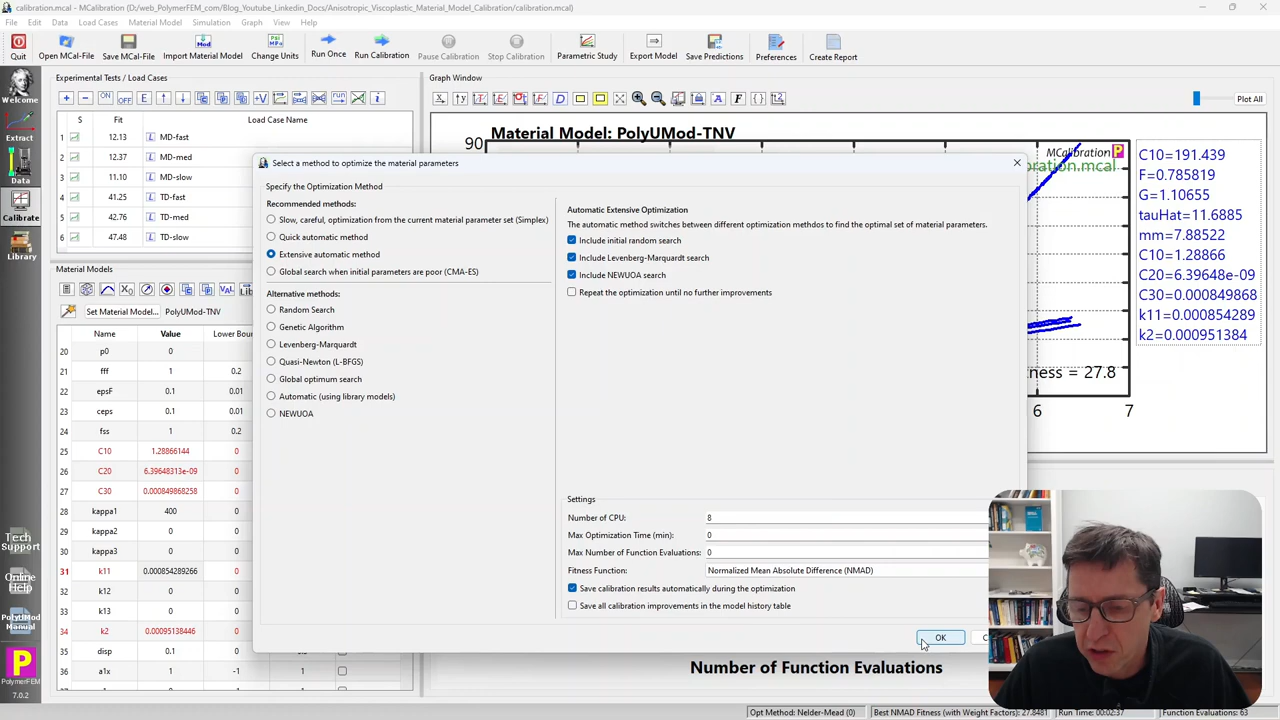 calibration.mcal - MCalibration (D:/web_PolymerFEM_com/Blog_Youtube_Linkedin_Docs/Anisotropic_Viscoplastic_Material_Model_Calibration/calibration.mcal)
File Edit Data Load Cases Material Model Simulation Graph View Help
Quit Open MCal-File Save MCal-File Import Material Model Change Units Run Once Run Calibration Pause Calibration Stop Calibration Parametric Study Export Model Save Predictions Preferences Create Report
Welcome
Extract
Data
Calibrate
Library
Tech
Support
Online
Help
PolyUMod
Manual
PolymerFEM
7.0.2
Experimental Tests / Load Cases
S Fit Load Case Name
1 12.13 MD-fast
2 12.37 MD-med
3 11.10 MD-slow
4 41.25 TD-fast
5 42.76 TD-med
6 47.48 TD-slow
Material Models
Set Material Model... PolyUMod-TNV
Name Value Lower Bou
20 p0 0
21 fff 1 0.2
22 epsF 0.1 0.01
23 ceps 0.1 0.01
24 fss 1 0.2
25 C10 1.28866144 0
26 C20 6.39648313e-09 0
27 C30 0.000849868258 0
28 kappa1 400
29 kappa2 0
30 kappa3 0
31 k11 0.000854289266 0
32 k12 0
33 k13 0
34 k2 0.00095138446 0
35 disp 0.1 0
36 a1x 1 -1 1
Select a method to optimize the material parameters
Specify the Optimization Method
Recommended methods:
Slow, careful, optimization from the current material parameter set (Simplex)
Quick automatic method
Extensive automatic method
Global search when initial parameters are poor (CMA-ES)
Alternative methods:
Random Search
Genetic Algorithm
Levenberg-Marquardt
Quasi-Newton (L-BFGS)
Global optimum search
Automatic (using library models)
NEWUOA
Automatic Extensive Optimization
The automatic method switches between different optimization methdos to find the optimal set of material parameters.
Include initial random search
Include Levenberg-Marquardt search
Include NEWUOA search
Repeat the optimization until no further improvements
Settings
Number of CPU: 8
Max Optimization Time (min): 0
Max Number of Function Evaluations: 0
Fitness Function: Normalized Mean Absolute Difference (NMAD)
Save calibration results automatically during the optimization
Save all calibration improvements in the model history table
OK C
Graph Window
Plot All
Material Model: PolyUMod-TNV
90
MCalibration
bration.mcal
C10=191.439
F=0.785819
G=1.10655
tauHat=11.6885
mm=7.88522
C10=1.28866
C20=6.39648e-09
C30=0.000849868
k11=0.000854289
k2=0.000951384
ness = 27.8
6 7
Number of Function Evaluations
Opt Method: Nelder-Mead (0) Best NMAD Fitness (with Weight Factors): 27.8481 Run Time: 00:02:37 Function Evaluations: 63